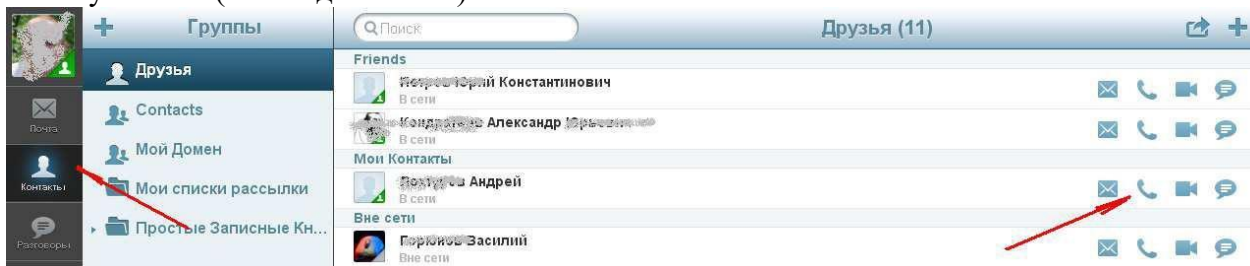 Группы
Поиск
Друзья (11)
Друзья
Contacts
Мой Домен
Мои списки рассылки
Простые Записные Кн...
Почта
Контакты
Разговоры
Friends
Константинович
В сети
Александр
В сети
Мои Контакты
Андрей
В сети
Вне сети
Василий
Вне сети